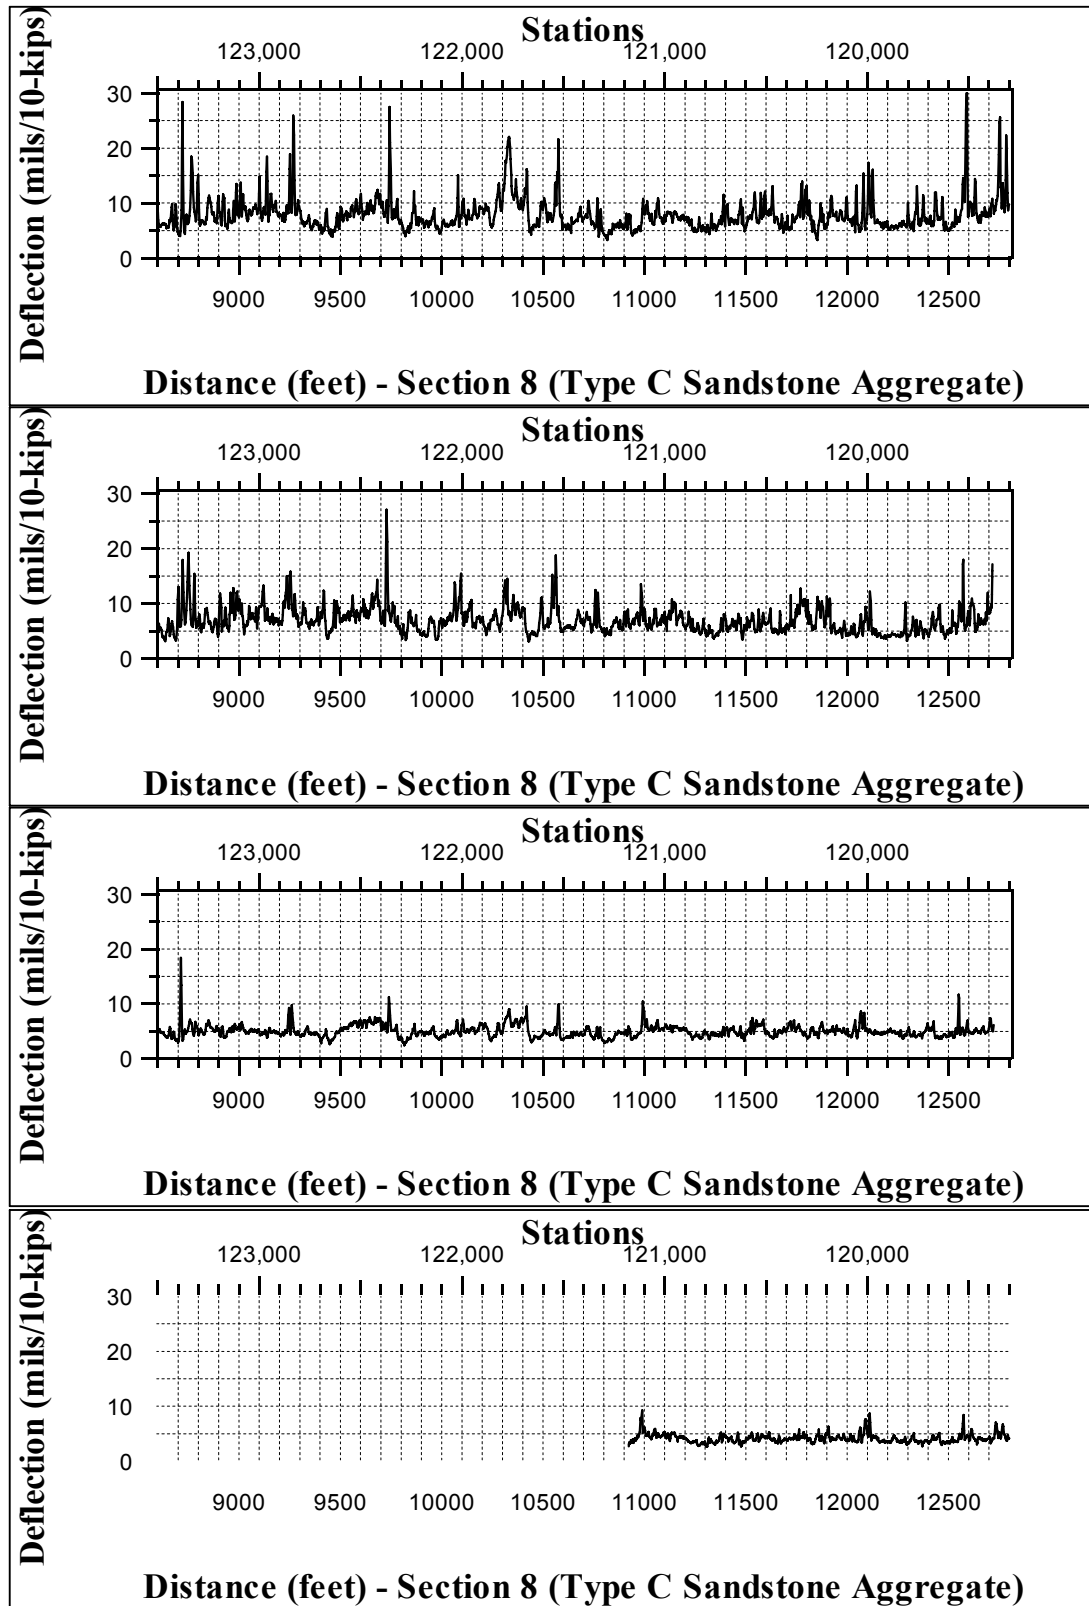 Stations
123,000 122,000 121,000 120,000
Deflection (mils/10-kips)
30
20
10
0
9000 9500 10000 10500 11000 11500 12000 12500
Distance (feet) - Section 8 (Type C Sandstone Aggregate)
Stations
123,000 122,000 121,000 120,000
Deflection (mils/10-kips)
30
20
10
0
9000 9500 10000 10500 11000 11500 12000 12500
Distance (feet) - Section 8 (Type C Sandstone Aggregate)
Stations
123,000 122,000 121,000 120,000
Deflection (mils/10-kips)
30
20
10
0
9000 9500 10000 10500 11000 11500 12000 12500
Distance (feet) - Section 8 (Type C Sandstone Aggregate)
Stations
123,000 122,000 121,000 120,000
Deflection (mils/10-kips)
30
20
10
0
9000 9500 10000 10500 11000 11500 12000 12500
Distance (feet) - Section 8 (Type C Sandstone Aggregate)